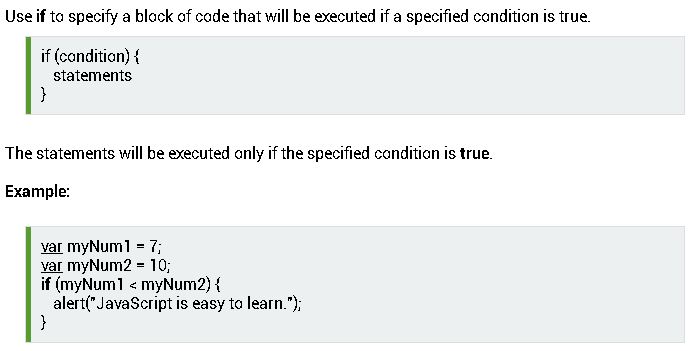 Use if to specify a block of code that will be executed if a specified condition is true.
if (condition) {
statements
}
The statements will be executed only if the specified condition is true.
Example:
var myNum1 = 7;
var myNum2 = 10;
if (myNum1 < myNum2) {
alert("JavaScript is easy to learn.");
}